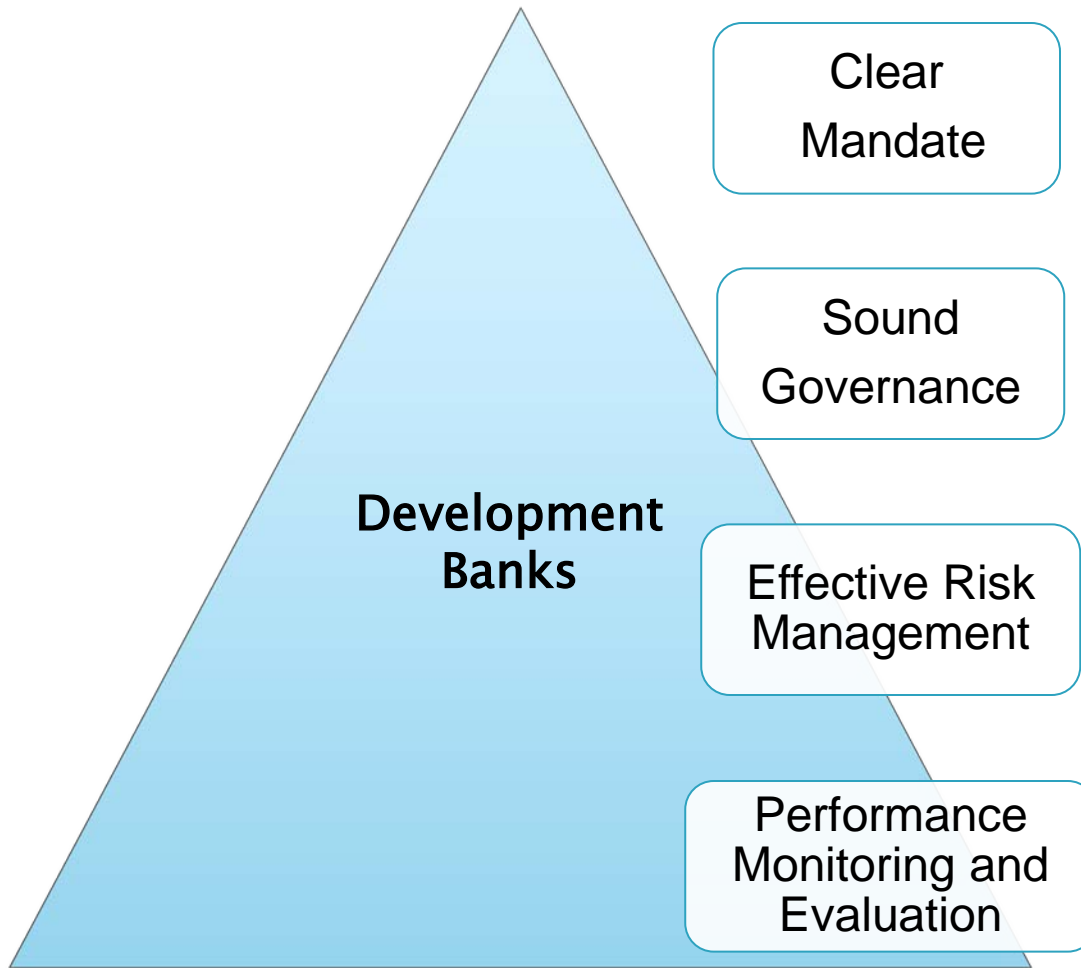 Clear
Mandate
Sound
Governance
Development
Banks
Effective Risk
Management
Performance
Monitoring and
Evaluation